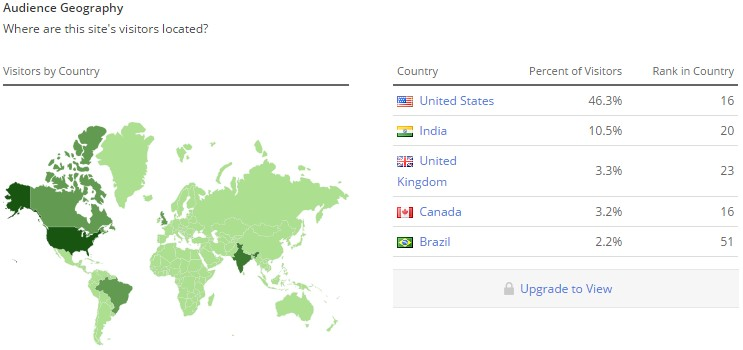 Audience Geography
Where are this site's visitors located?
Visitors by Country
Country Percent of Visitors Rank in Country
United States 46.3% 16
India 10.5% 20
United
Kingdom 3.3% 23
Canada 3.2% 16
Brazil 2.2% 51
Upgrade to View